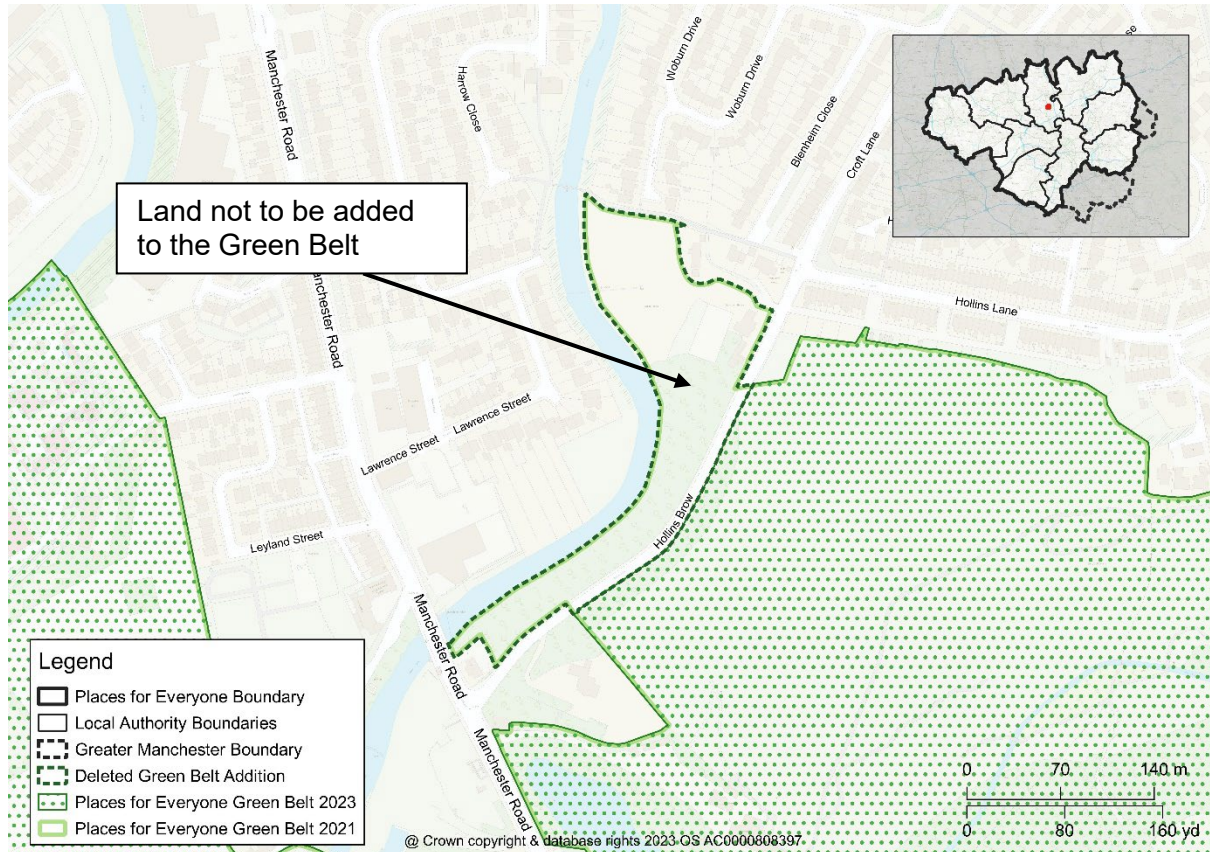 Manchester Road
Harrow Close
Woburn Drive
Woburn Drive
Blenheim Close
Croft Lane
Close
Land not to be added
to the Green Belt
Manchester Road
Hollins Lane
Lawrence Street
Lawrence Street
Leyland Street
Hollins Brow
Manchester Road
Manchester Road
Legend
Places for Everyone Boundary
Local Authority Boundaries
Greater Manchester Boundary
Deleted Green Belt Addition
Places for Everyone Green Belt 2023
Places for Everyone Green Belt 2021
0 70 140 m
0 80 160 yd
@ Crown copyright & database rights 2023 OS AC0000808397